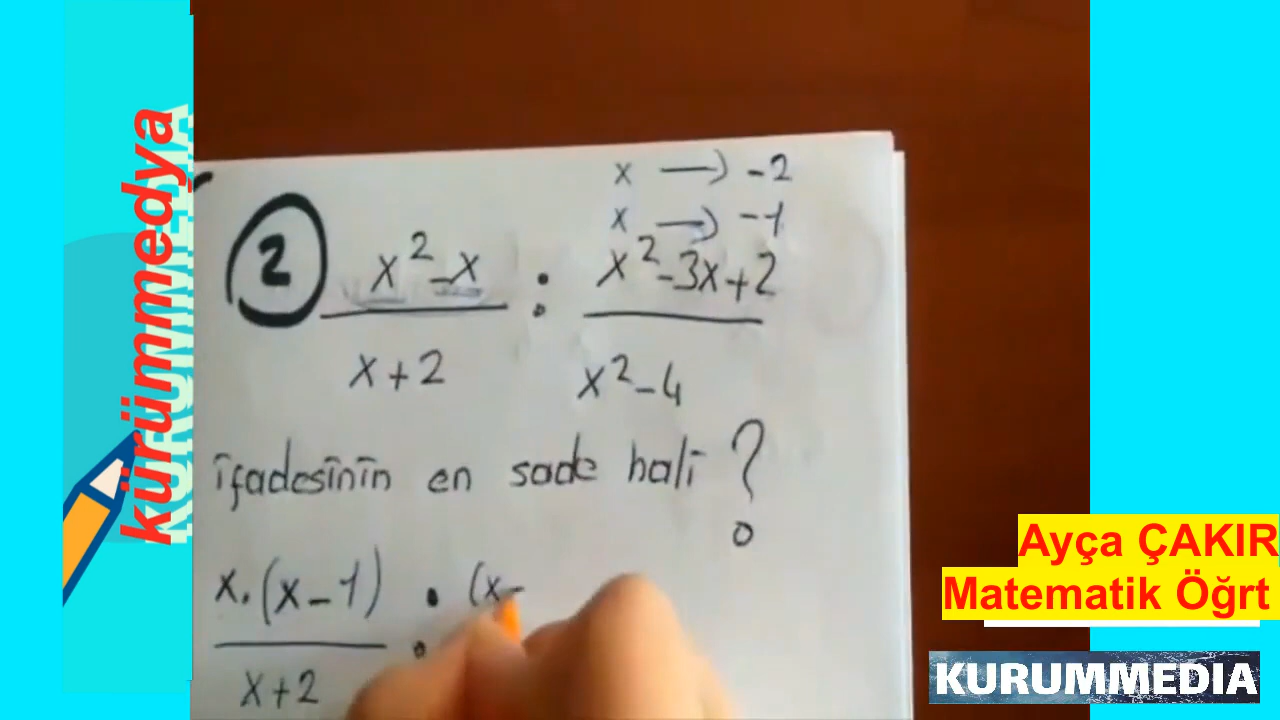 kürümmedya
x → -2
x → -1
2 x²-x : x²-3x+2
x+2 x²-4
ifadesinin en sade hali ?
x.(x-1) : (x-
x+2
Ayça ÇAKIR
Matematik Öğrt
KURUMMEDIA